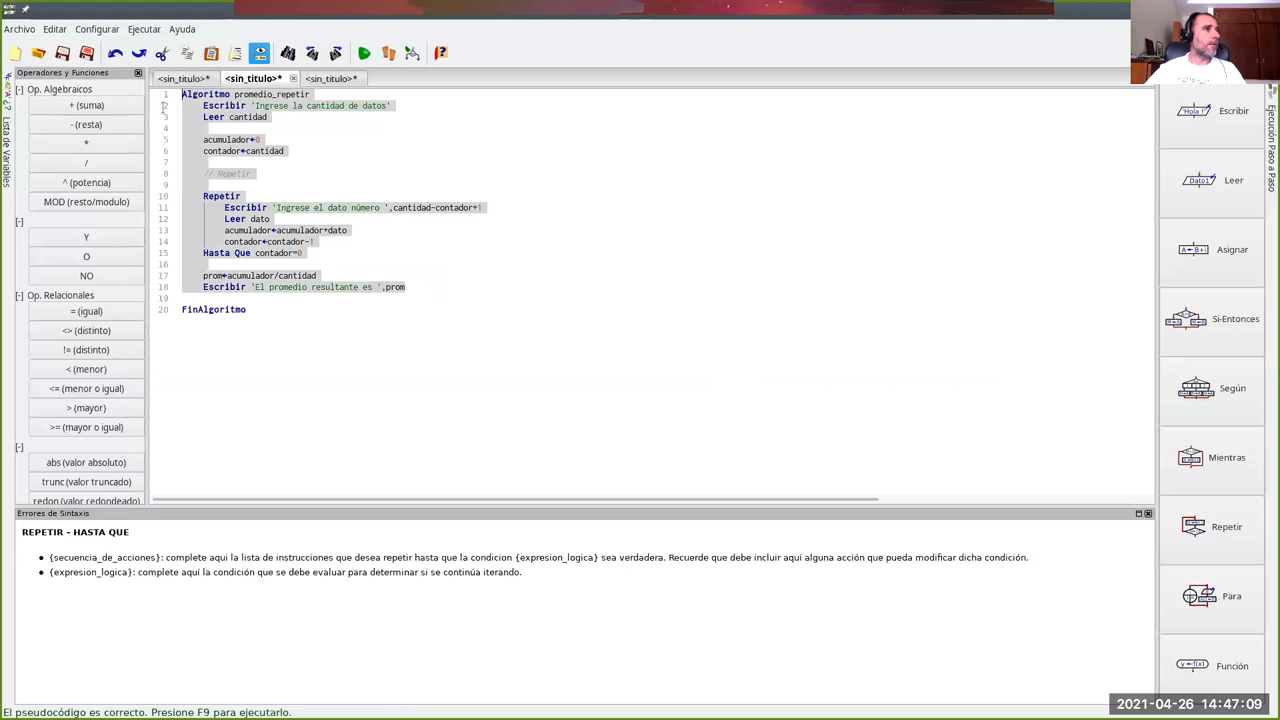 Archivo Editar Configurar Ejecutar Ayuda
Operadores y Funciones
[-] Op. Algebraicos
+ (suma)
- (resta)
*
/
^ (potencia)
MOD (resto/modulo)
[-]
Y
O
NO
[-] Op. Relacionales
= (igual)
<> (distinto)
!= (distinto)
< (menor)
<= (menor o igual)
> (mayor)
>= (mayor o igual)
[-]
abs (valor absoluto)
trunc (valor truncado)
redon (valor redondeado)
Lista de Variables
<sin_titulo>* <sin_titulo>* <sin_titulo>*
1 Algoritmo promedio_repetir
2 Escribir 'Ingrese la cantidad de datos'
3 Leer cantidad
4
5 acumulador←0
6 contador←cantidad
7
8 // Repetir
9
10 Repetir
11 Escribir 'Ingrese el dato número ',cantidad-contador+1
12 Leer dato
13 acumulador←acumulador+dato
14 contador←contador-1
15 Hasta Que contador=0
16
17 prom←acumulador/cantidad
18 Escribir 'El promedio resultante es ',prom
19
20 FinAlgoritmo
Errores de Sintaxis
REPETIR - HASTA QUE
• {secuencia_de_acciones}: complete aqui la lista de instrucciones que desea repetir hasta que la condicion {expresion_logica} sea verdadera. Recuerde que debe incluir aquí alguna acción que pueda modificar dicha condición.
• {expresion_logica}: complete aquí la condición que se debe evaluar para determinar si se continúa iterando.
'Hola !' Escribir
Dato1 Leer
A←B+i Asignar
Si-Entonces
Según
Mientras
Repetir
Para
y=f(x) Función
Ejecución Paso a Paso
El pseudocódigo es correcto. Presione F9 para ejecutarlo.
2021-04-26 14:47:09